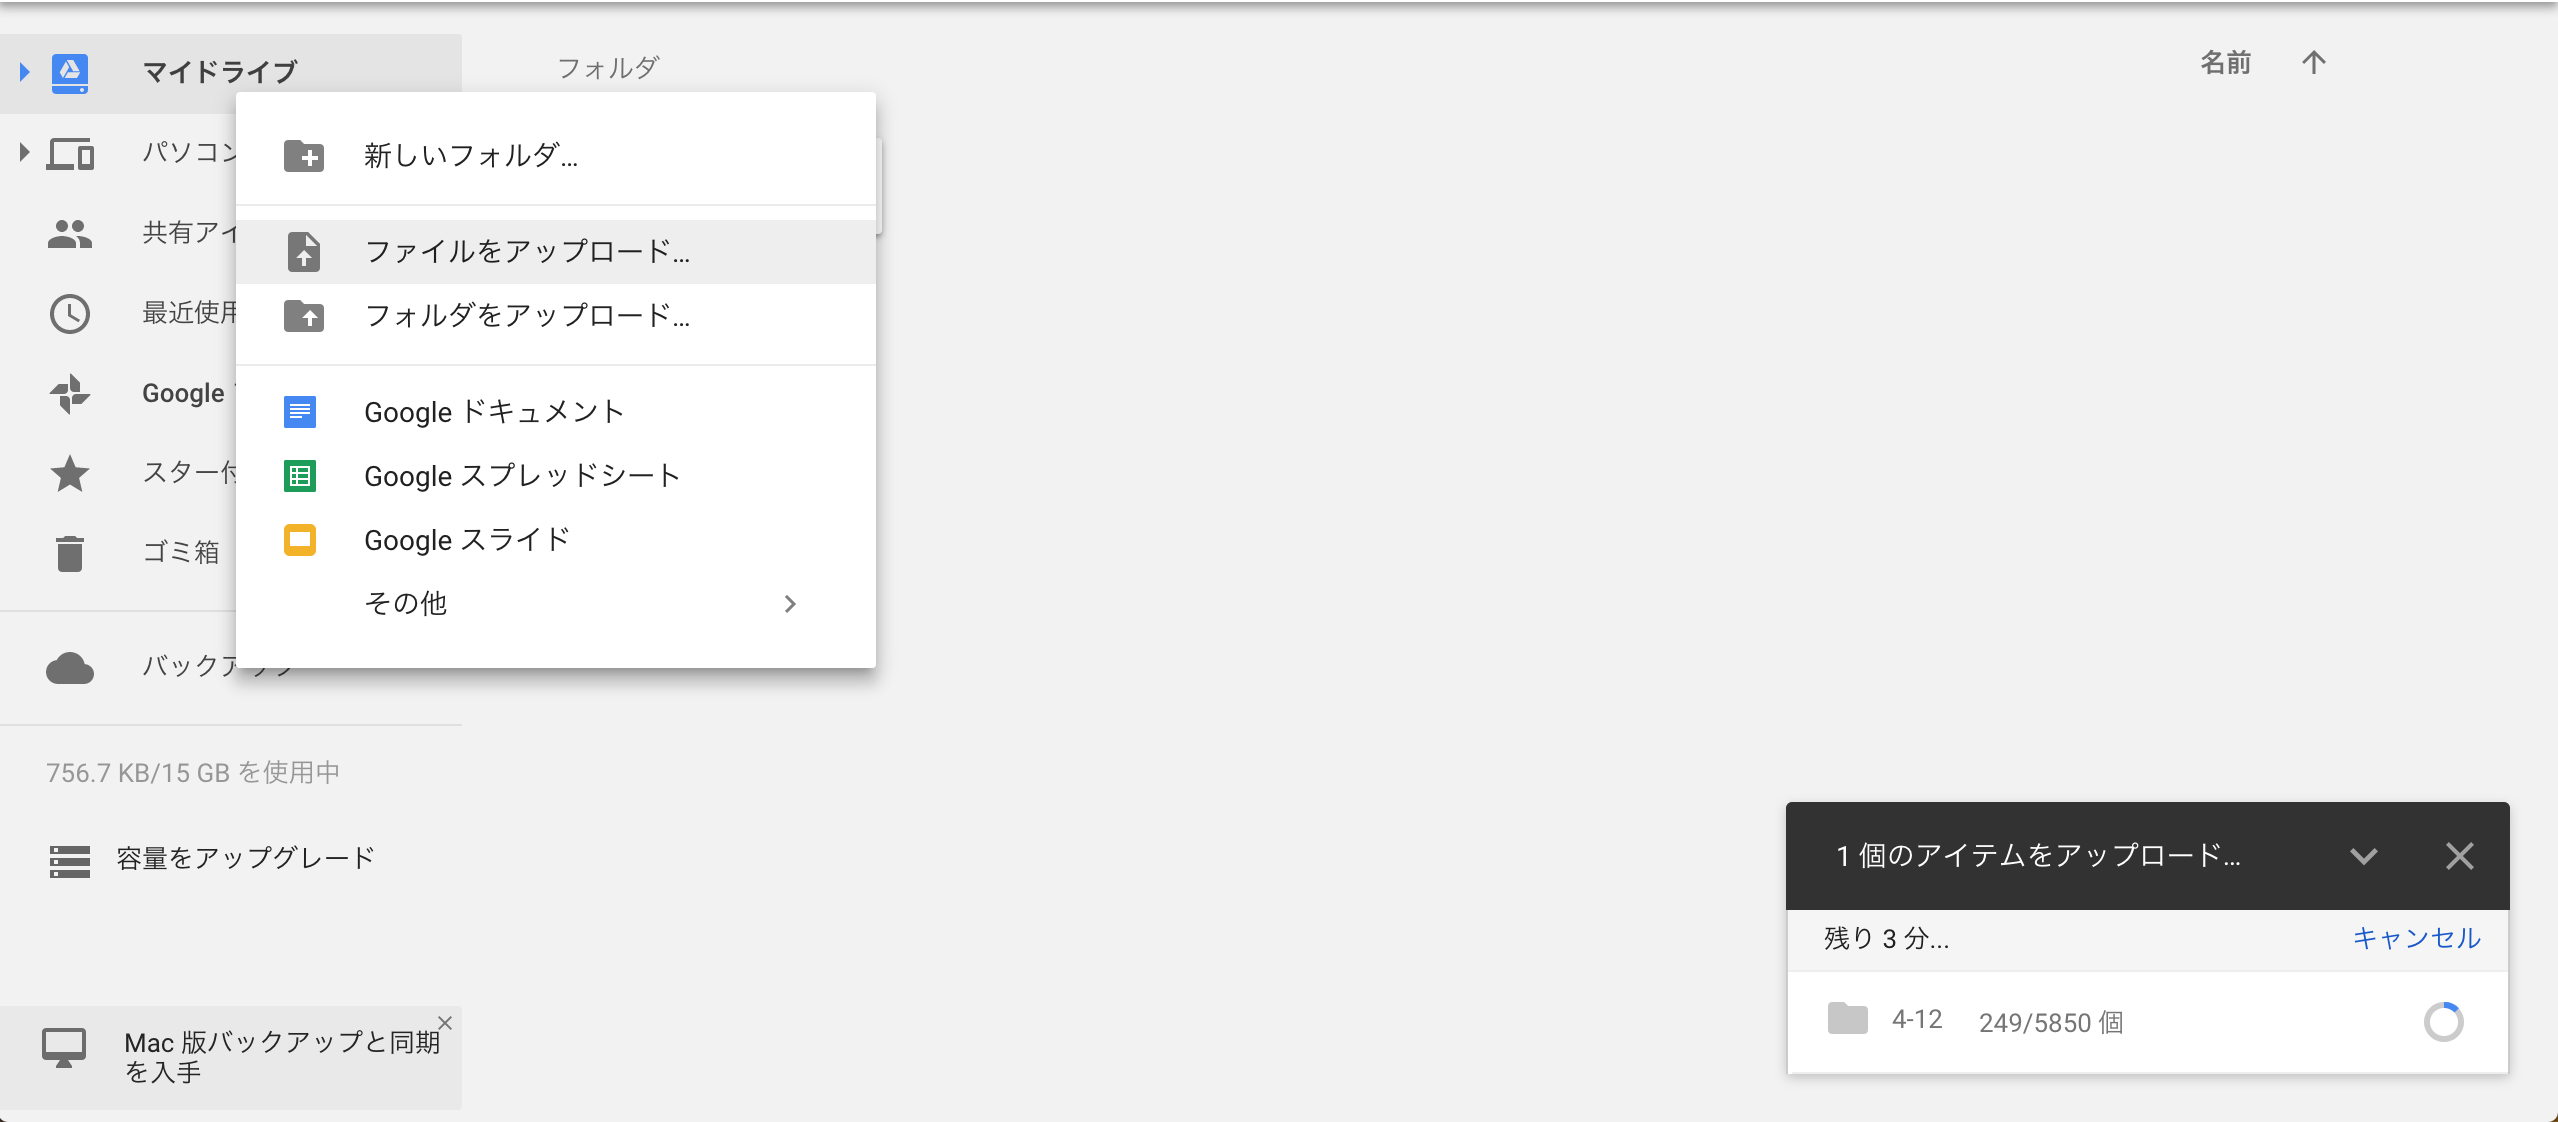 マイドライブ
フォルダ
名前
パソコン
共有アイ
最近使用
Google
スター付
ゴミ箱
バックアップ
新しいフォルダ...
ファイルをアップロード...
フォルダをアップロード...
Google ドキュメント
Google スプレッドシート
Google スライド
その他
756.7 KB/15 GB を使用中
容量をアップグレード
Mac 版バックアップと同期
を入手
1 個のアイテムをアップロード...
残り 3 分...
キャンセル
4-12
249/5850 個